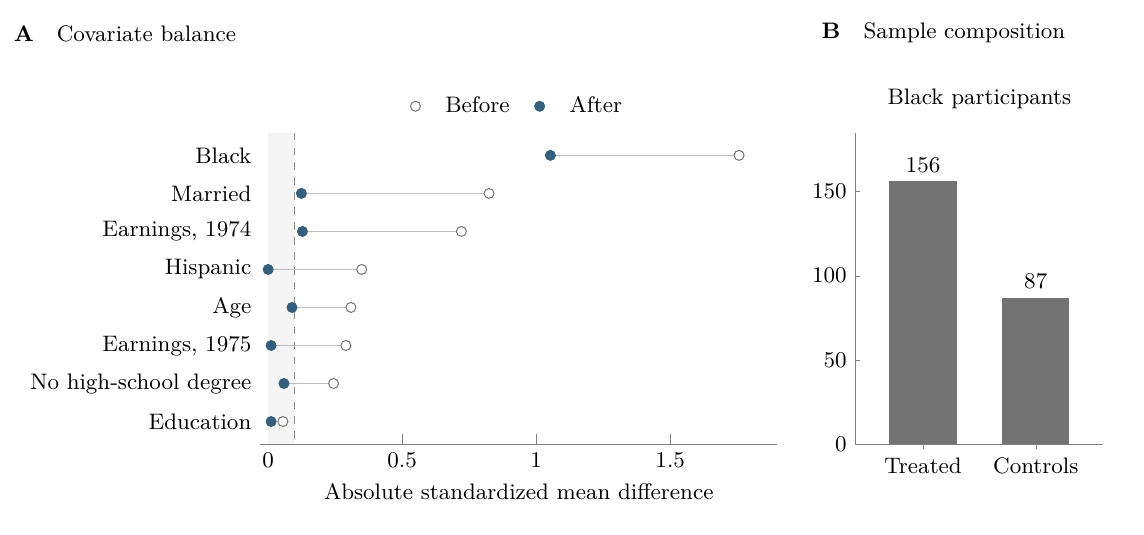 A Covariate balance
Before After
Black
Married
Earnings, 1974
Hispanic
Age
Earnings, 1975
No high-school degree
Education
0 0.5 1 1.5
Absolute standardized mean difference
B Sample composition
Black participants
156
87
150
100
50
0
Treated Controls